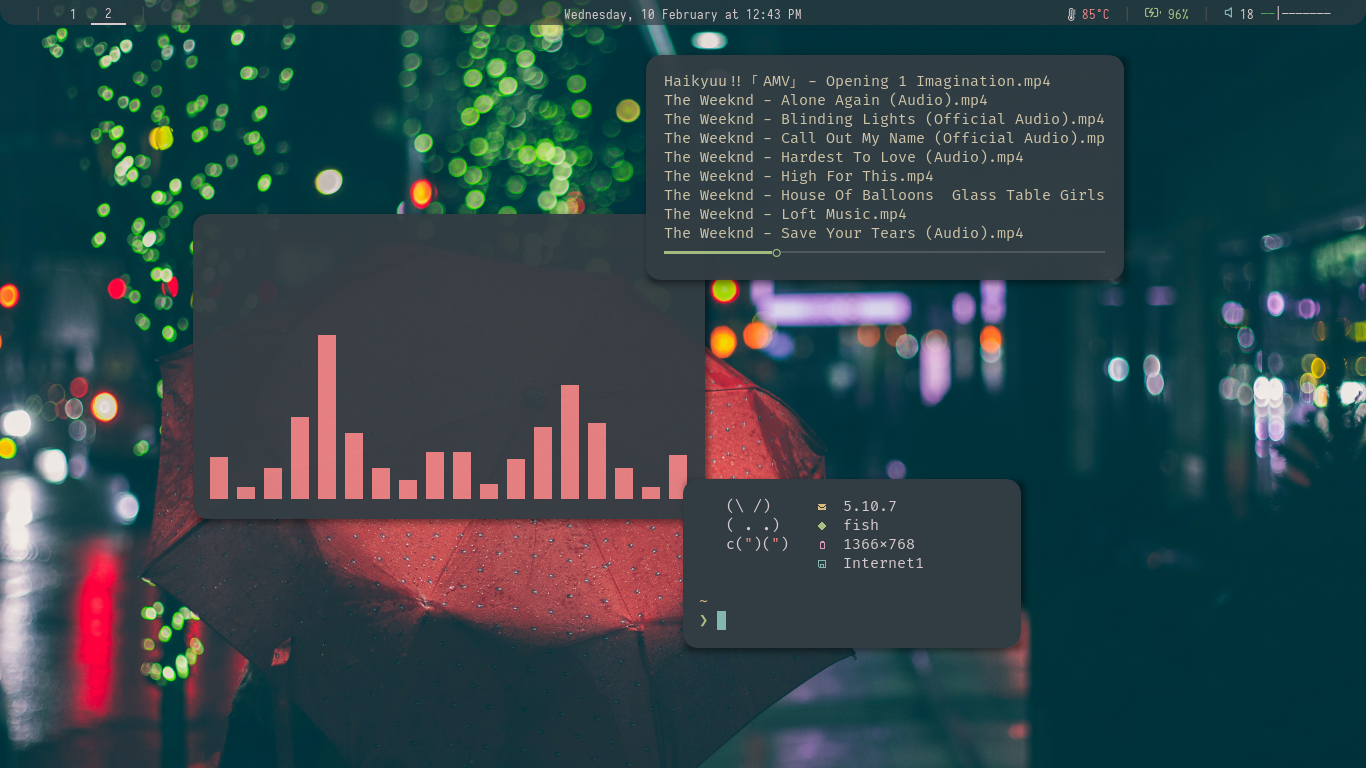 1 2
Wednesday, 10 February at 12:43 PM
85°C
96%
18
Haikyuu!!「AMV」 - Opening 1 Imagination.mp4
The Weeknd - Alone Again (Audio).mp4
The Weeknd - Blinding Lights (Official Audio).mp4
The Weeknd - Call Out My Name (Official Audio).mp
The Weeknd - Hardest To Love (Audio).mp4
The Weeknd - High For This.mp4
The Weeknd - House Of Balloons  Glass Table Girls
The Weeknd - Loft Music.mp4
The Weeknd - Save Your Tears (Audio).mp4
(\ /) 5.10.7
( . .) fish
c(")(") 1366×768
Internet1
~
❯